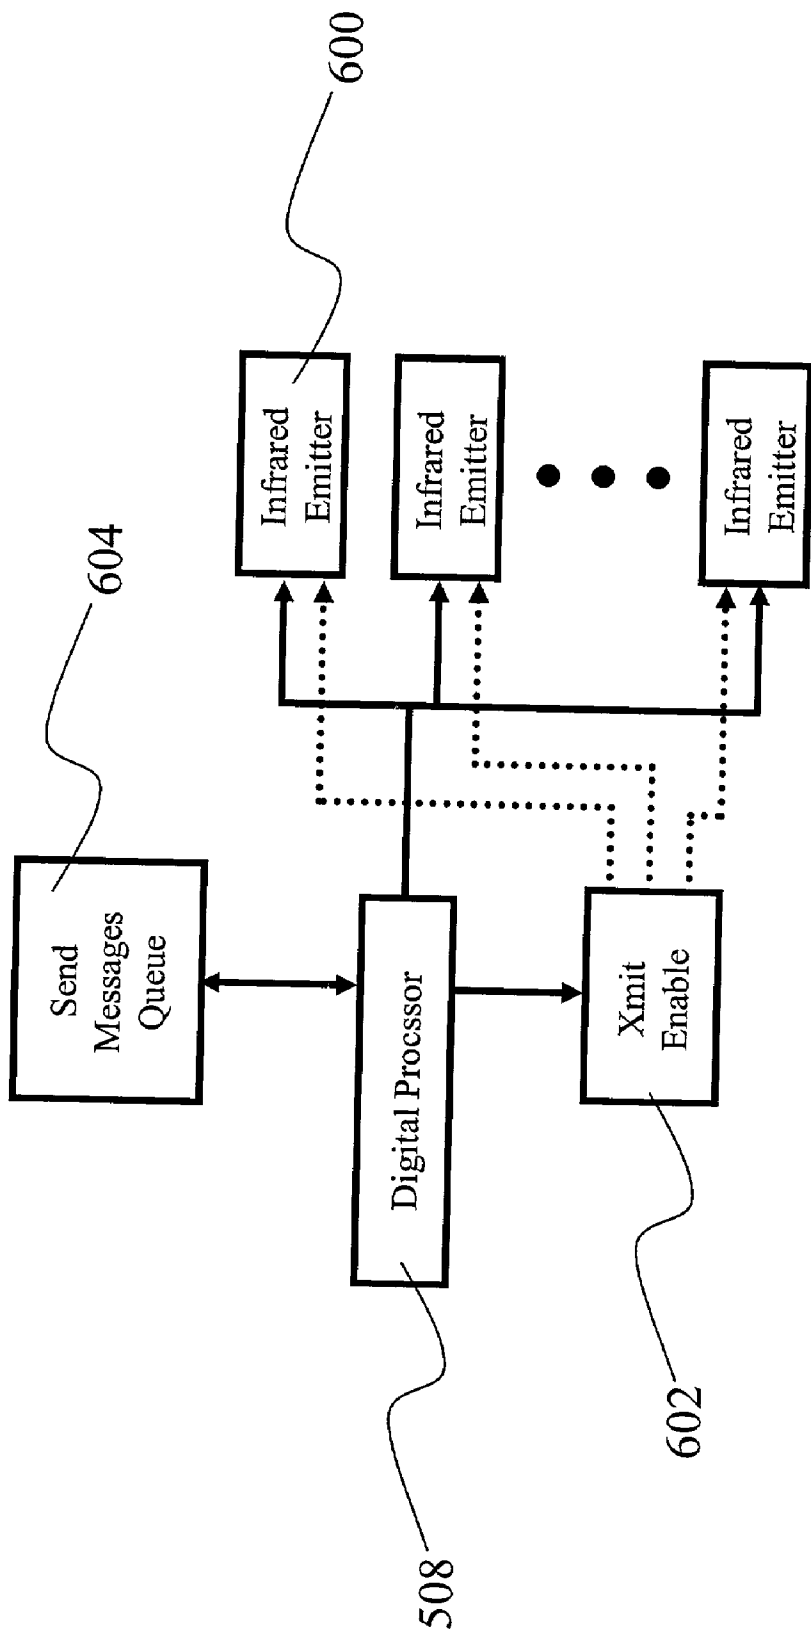 604
Send
Messages
Queue
600
Infrared
Emitter
Digital Procssor
508
Infrared
Emitter
Xmit
Enable
602
Infrared
Emitter